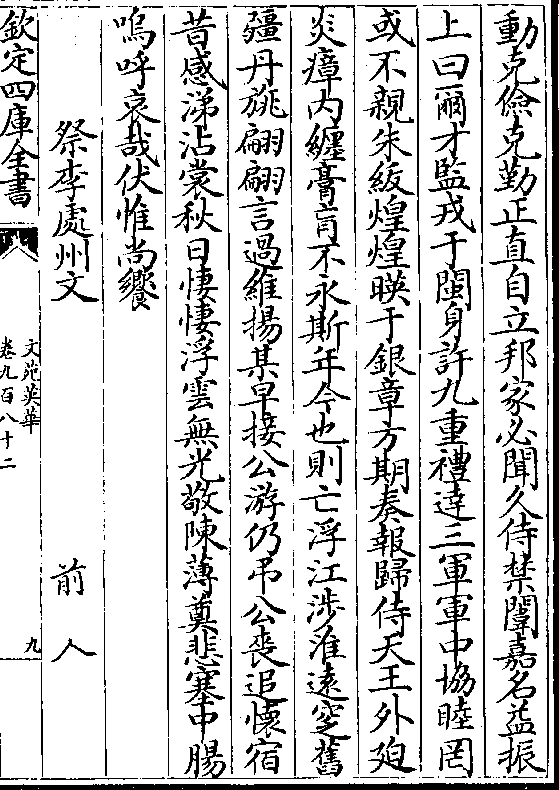 動克儉克勤正直自立邦家必聞久侍禁闈嘉名益振
上曰爾才監戎于閩身許九重禮達三軍軍中協睦罔
或不親朱紱煌煌暎于銀章方期奏報歸侍天王外廹
炎瘴内纒膏肓不永斯年今也則亡浮江涉淮遠窆舊
疆丹旐翩翩言過維揚某早接公游仍弔公喪追懷宿
昔感涕沾裳秋日悽悽浮雲無光敬陳薄奠悲塞中腸
嗚呼哀哉伏惟尚饗
祭李處州文 前人
欽定四庫全書 文苑英華 卷九百八十二 九